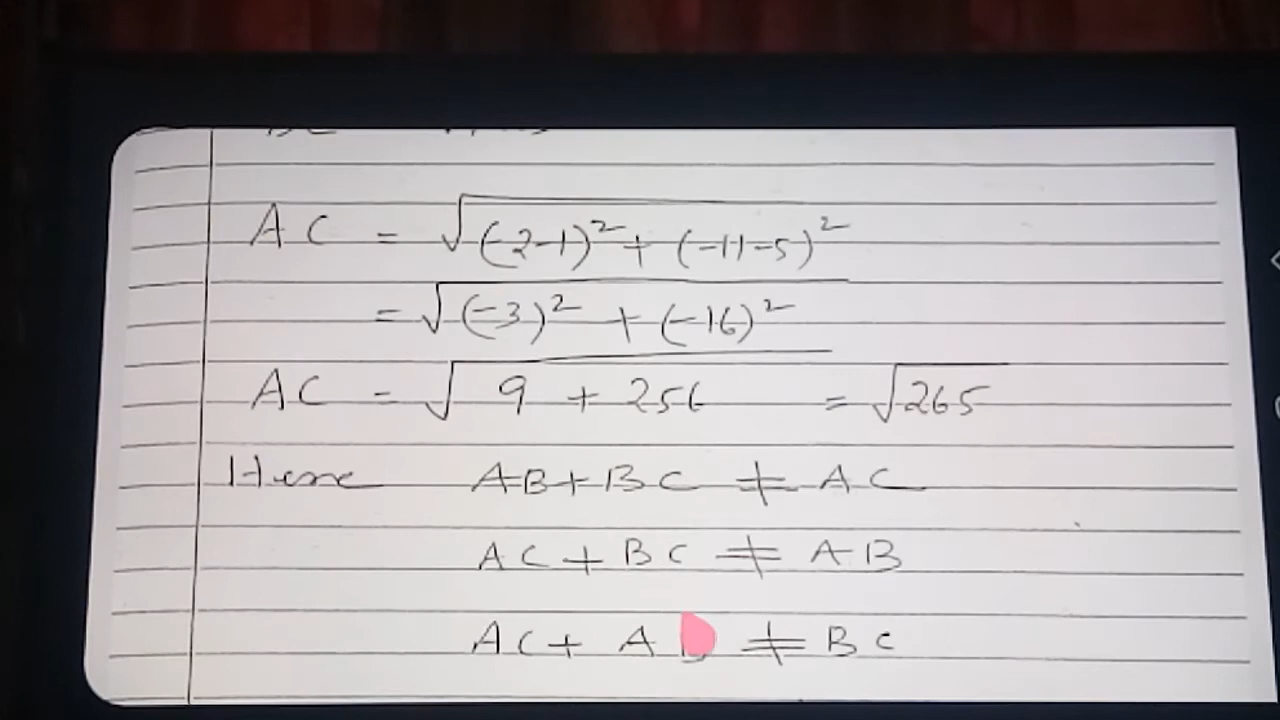 AC = √(-2-1)² + (-11-5)²
= √(-3)² + (-16)²
AC = √9 + 256 = √265
Here AB + BC ≠ AC
AC + BC ≠ AB
AC + A ≠ BC